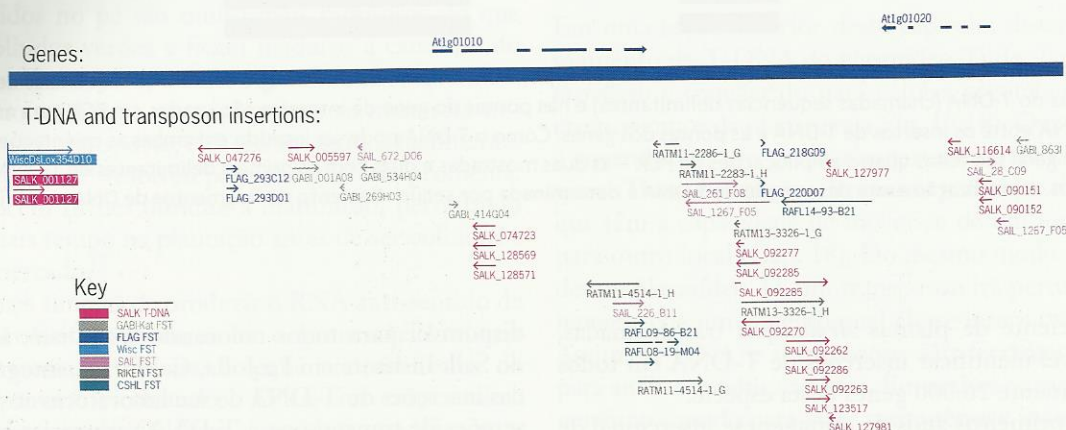 At1g01020
At1g01010
Genes:
T-DNA and transposon insertions:
WiscDsLox354D10
SALK_001127
SALK_001127
SALK_047276
FLAG_293C12
FLAG_293D01
SALK_005597
GABI_001A08
SAIL_672_D06
GABI_534H04
GABI_269H03
GABI_414G04
SALK_074723
SALK_128569
SALK_128571
RATM11-2286-1_G
RATM11-2283-1_H
SAIL_261_F03
SAIL_1267_F05
FLAG_218G09
FLAG_220D07
SALK_127977
RAFL14-93-B21
RATM13-3326-1_G
SALK_092277
SALK_092285
SALK_092285
RATM13-3326-1_H
SALK_092270
SALK_092262
SALK_092286
SALK_092263
SALK_123517
SALK_127981
RATM11-4514-1_H
SAIL_226_B11
RAFL09-86-B21
RAFL08-19-M04
RATM11-4514-1_G
SALK_116614
GABI_863I
SAIL_28_C09
SALK_090151
SALK_090152
SAIL_1267_F05
Key
SALK T-DNA
GABI-Kat FST
FLAG FST
Wisc FST
SAIL FST
RIKEN FST
CSHL FST